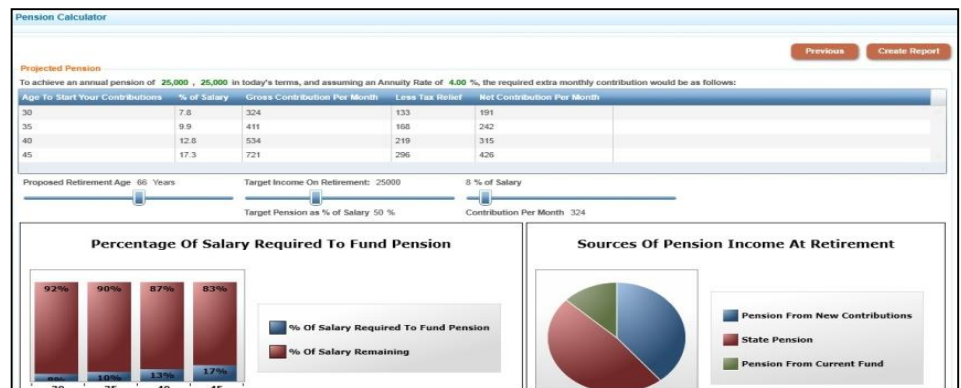 Pension Calculator
Previous Create Report
Projected Pension
To achieve an annual pension of 25,000 , 25,000 in today's terms, and assuming an Annuity Rate of 4.00 %, the required extra monthly contribution would be as follows:
Age To Start Your Contributions % of Salary Gross Contribution Per Month Less Tax Relief Net Contribution Per Month
30 7.8 324 133 191
35 9.9 411 168 242
40 12.8 534 219 315
45 17.3 721 296 426
Proposed Retirement Age 66 Years Target Income On Retirement: 25000 8 % of Salary
Target Pension as % of Salary 50 % Contribution Per Month 324
Percentage Of Salary Required To Fund Pension
92% 90% 87% 83%
% Of Salary Required To Fund Pension
% Of Salary Remaining
8% 10% 13% 17%
30 35 40 45
Sources Of Pension Income At Retirement
Pension From New Contributions
State Pension
Pension From Current Fund